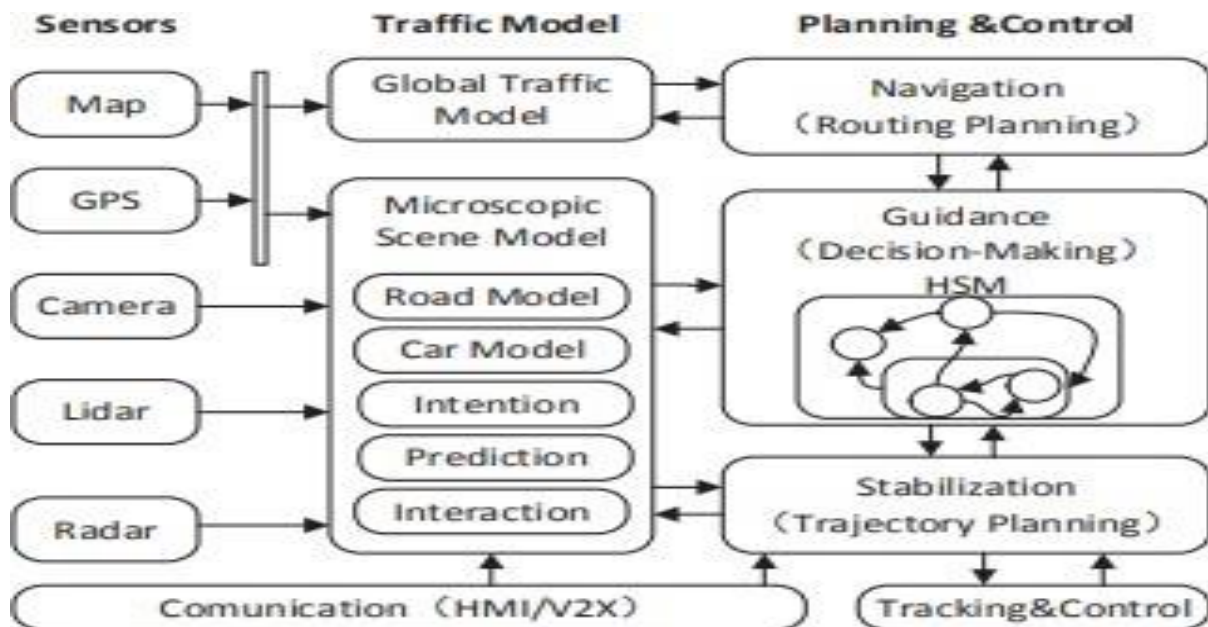 Sensors
Traffic Model
Planning &Control
Map
GPS
Camera
Lidar
Radar
Global Traffic
Model
Microscopic
Scene Model
Road Model
Car Model
Intention
Prediction
Interaction
Navigation
(Routing Planning)
Guidance
(Decision-Making)
HSM
Stabilization
(Trajectory Planning)
Comunication (HMI/V2X)
Tracking&Control